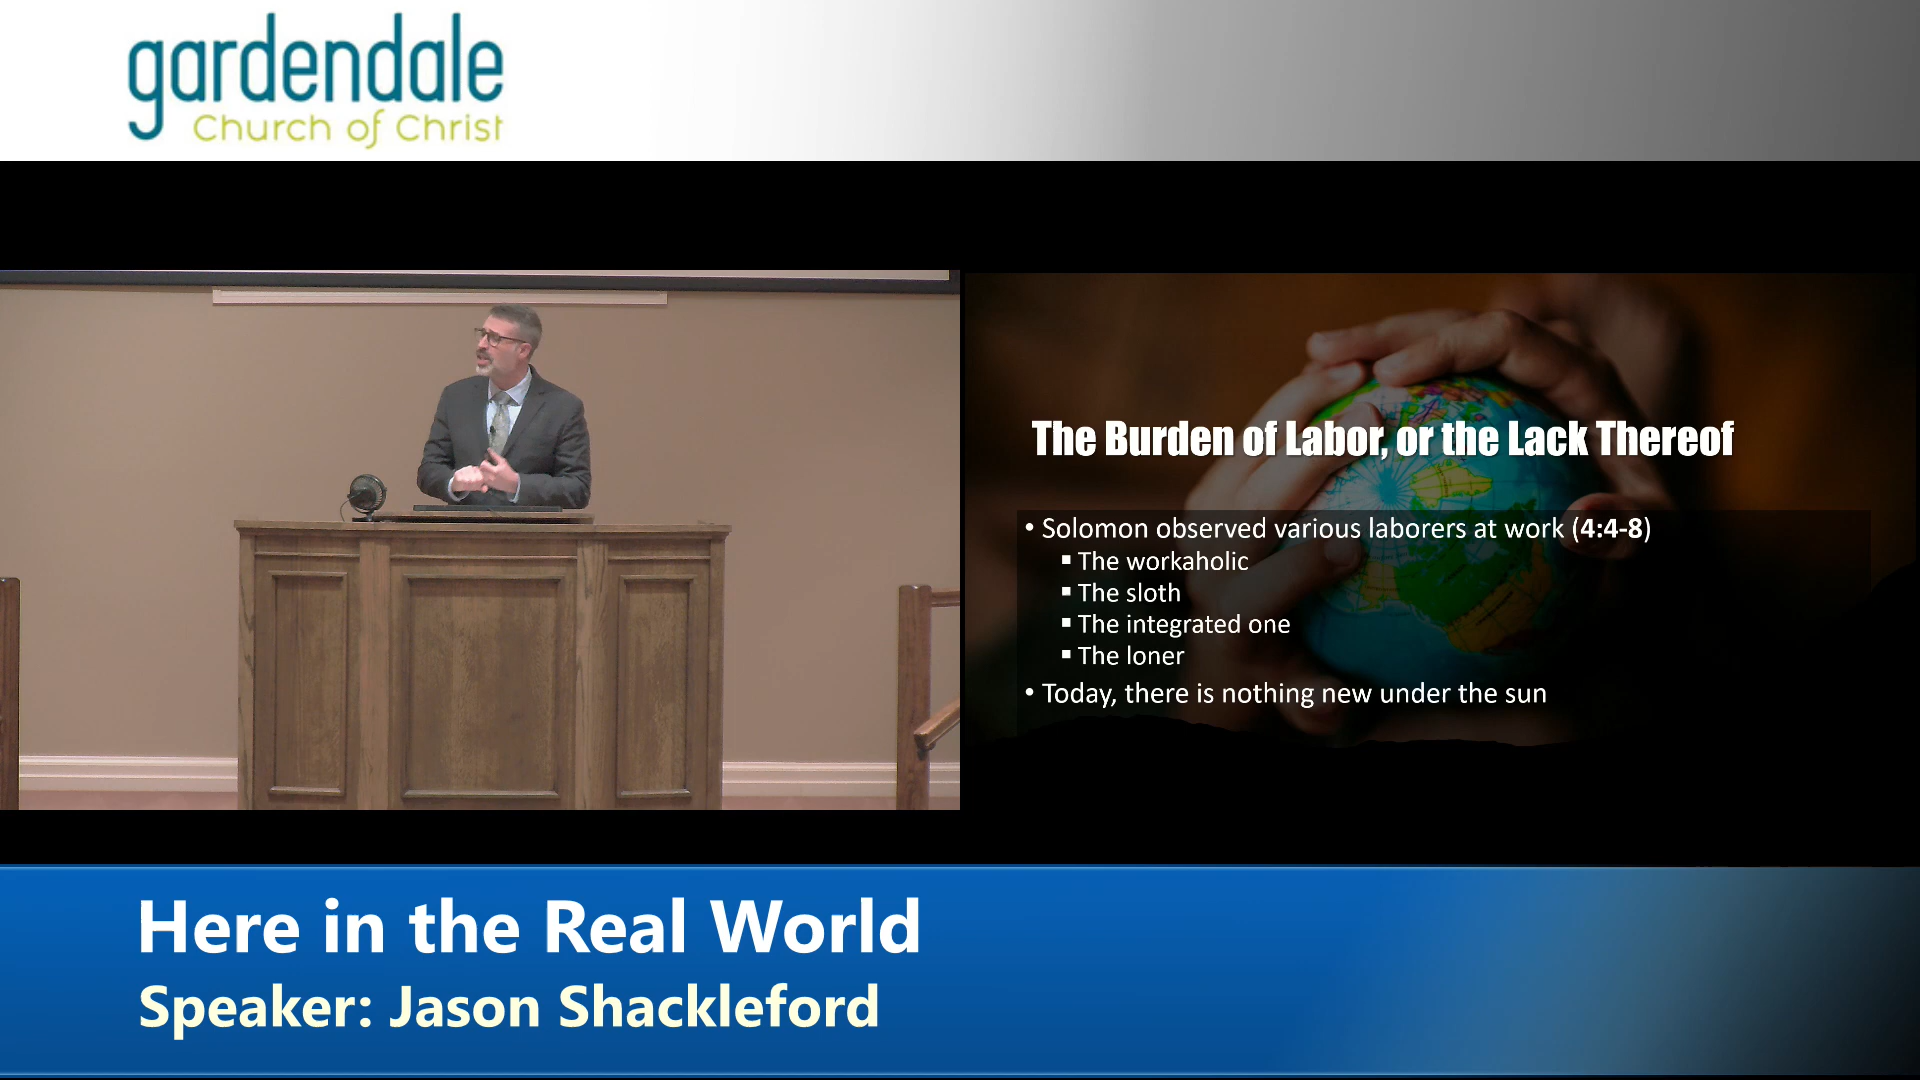 gardendale
Church of Christ
The Burden of Labor, or the Lack Thereof
• Solomon observed various laborers at work (4:4-8)
▪ The workaholic
▪ The sloth
▪ The integrated one
▪ The loner
• Today, there is nothing new under the sun
Here in the Real World
Speaker: Jason Shackleford